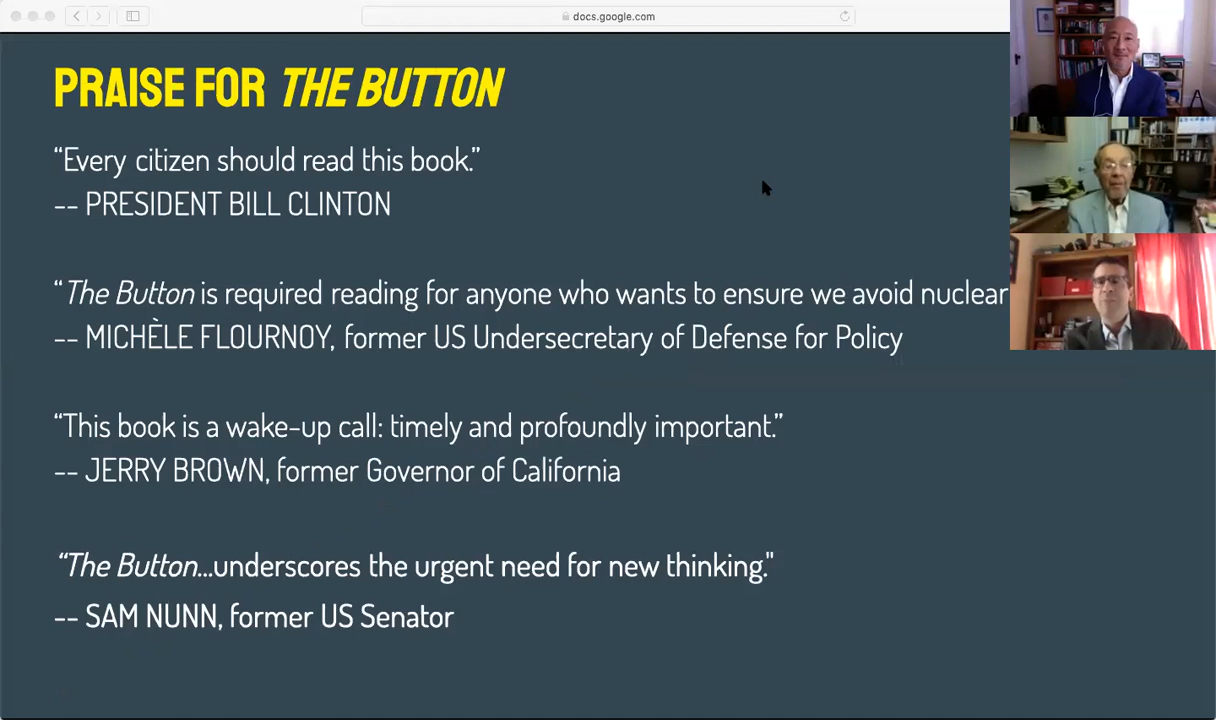 docs.google.com
PRAISE FOR THE BUTTON
“Every citizen should read this book.”
-- PRESIDENT BILL CLINTON
“The Button is required reading for anyone who wants to ensure we avoid nuclear
-- MICHÈLE FLOURNOY, former US Undersecretary of Defense for Policy
“This book is a wake-up call: timely and profoundly important.”
-- JERRY BROWN, former Governor of California
“The Button...underscores the urgent need for new thinking."
-- SAM NUNN, former US Senator